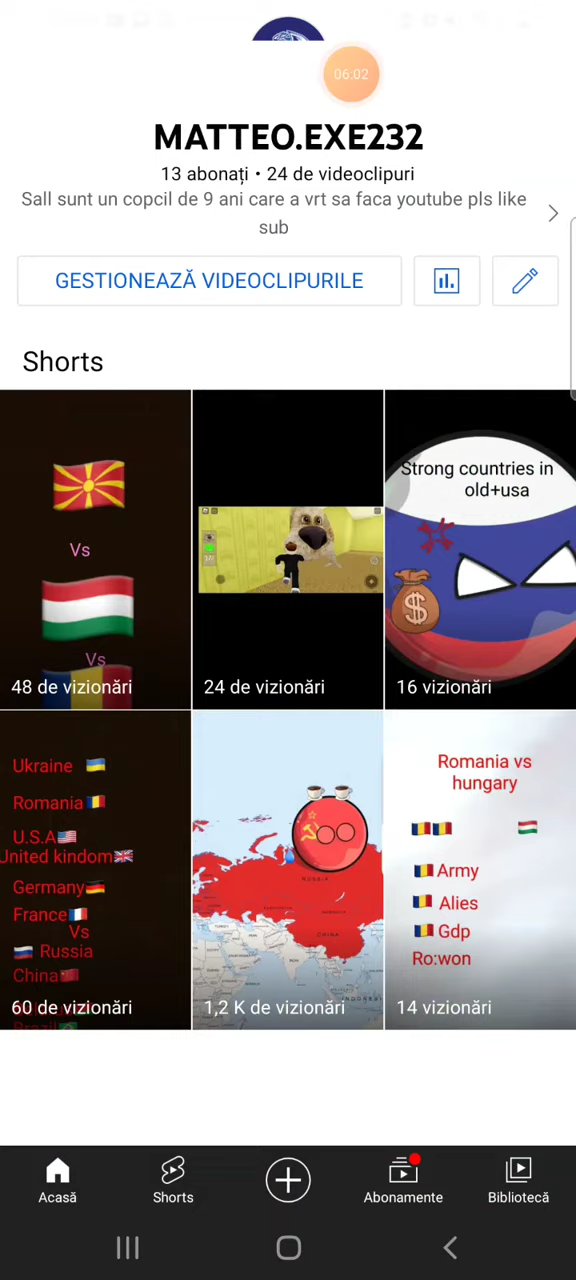 06:02
MATTEO.EXE232
13 abonați • 24 de videoclipuri
Sall sunt un copcil de 9 ani care a vrt sa faca youtube pls like
sub
GESTIONEAZĂ VIDEOCLIPURILE
Shorts
Vs
Vs
48 de vizionări
24 de vizionări
Strong countries in
old+usa
16 vizionări
Ukraine
Romania
U.S.A
United kindom
Germany
France
Vs
Russia
China
Brazil
60 de vizionări
RUSSIA
CHINA
1,2 K de vizionări
Romania vs
hungary
Army
Alies
Gdp
Ro:won
14 vizionări
Acasă
Shorts
Abonamente
Bibliotecă